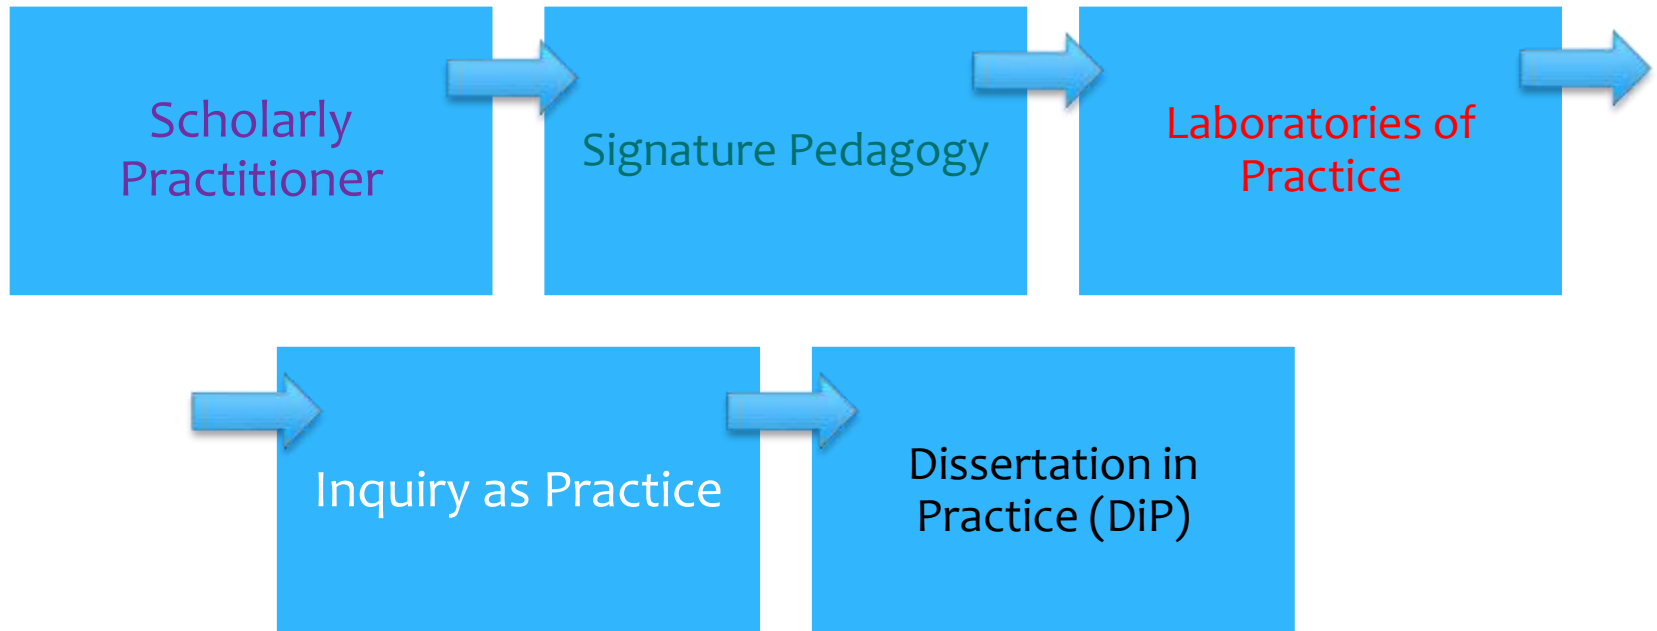 Scholarly
Practitioner
Signature Pedagogy
Laboratories of
Practice
Inquiry as Practice
Dissertation in
Practice (DiP)